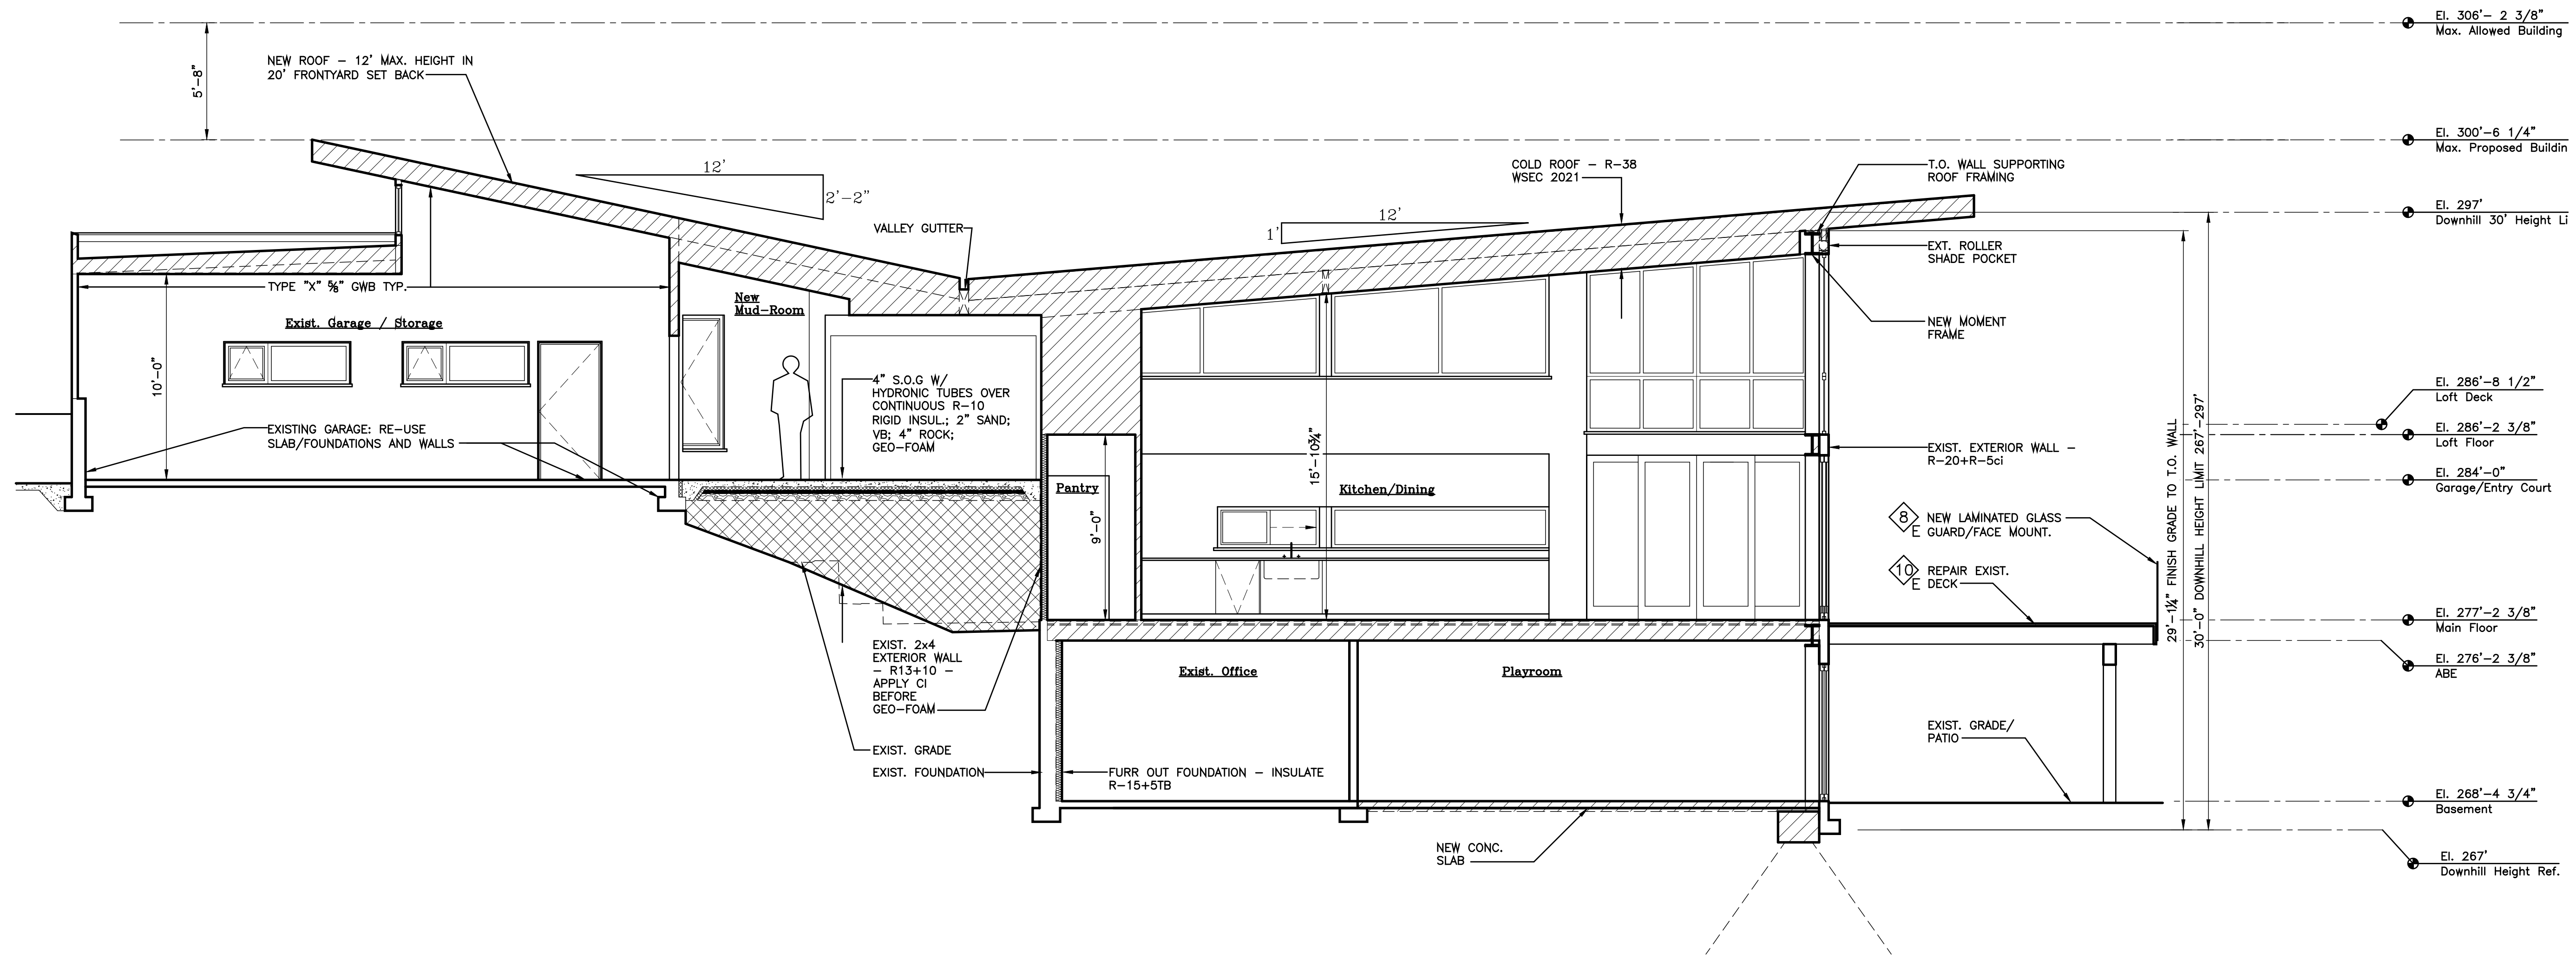 El. 306'- 2 3/8"
Max. Allowed Building
5'-8"
NEW ROOF - 12' MAX. HEIGHT IN
20' FRONTYARD SET BACK
El. 300'-6 1/4"
Max. Proposed Buildin
12'
2'-2"
COLD ROOF - R-38
WSEC 2021
T.O. WALL SUPPORTING
ROOF FRAMING
El. 297'
Downhill 30' Height Li
12'
1'
VALLEY GUTTER
EXT. ROLLER
SHADE POCKET
TYPE "X" ⅝" GWB TYP.
New
Mud-Room
Exist. Garage / Storage
NEW MOMENT
FRAME
10'-0"
4" S.O.G W/
HYDRONIC TUBES OVER
CONTINUOUS R-10
RIGID INSUL.; 2" SAND;
VB; 4" ROCK;
GEO-FOAM
El. 286'-8 1/2"
Loft Deck
EXISTING GARAGE: RE-USE
SLAB/FOUNDATIONS AND WALLS
15'-10¾"
EXIST. EXTERIOR WALL -
R-20+R-5ci
El. 286'-2 3/8"
Loft Floor
29'-1¼" FINISH GRADE TO T.O. WALL
30'-0" DOWNHILL HEIGHT LIMIT 267'-297'
El. 284'-0"
Garage/Entry Court
Pantry
Kitchen/Dining
9'-0"
8
E
NEW LAMINATED GLASS
GUARD/FACE MOUNT.
10
E
REPAIR EXIST.
DECK
El. 277'-2 3/8"
Main Floor
EXIST. 2x4
EXTERIOR WALL
- R13+10 -
APPLY CI
BEFORE
GEO-FOAM
Exist. Office
Playroom
El. 276'-2 3/8"
ABE
EXIST. GRADE/
PATIO
EXIST. GRADE
EXIST. FOUNDATION
FURR OUT FOUNDATION - INSULATE
R-15+5TB
El. 268'-4 3/4"
Basement
NEW CONC.
SLAB
El. 267'
Downhill Height Ref.